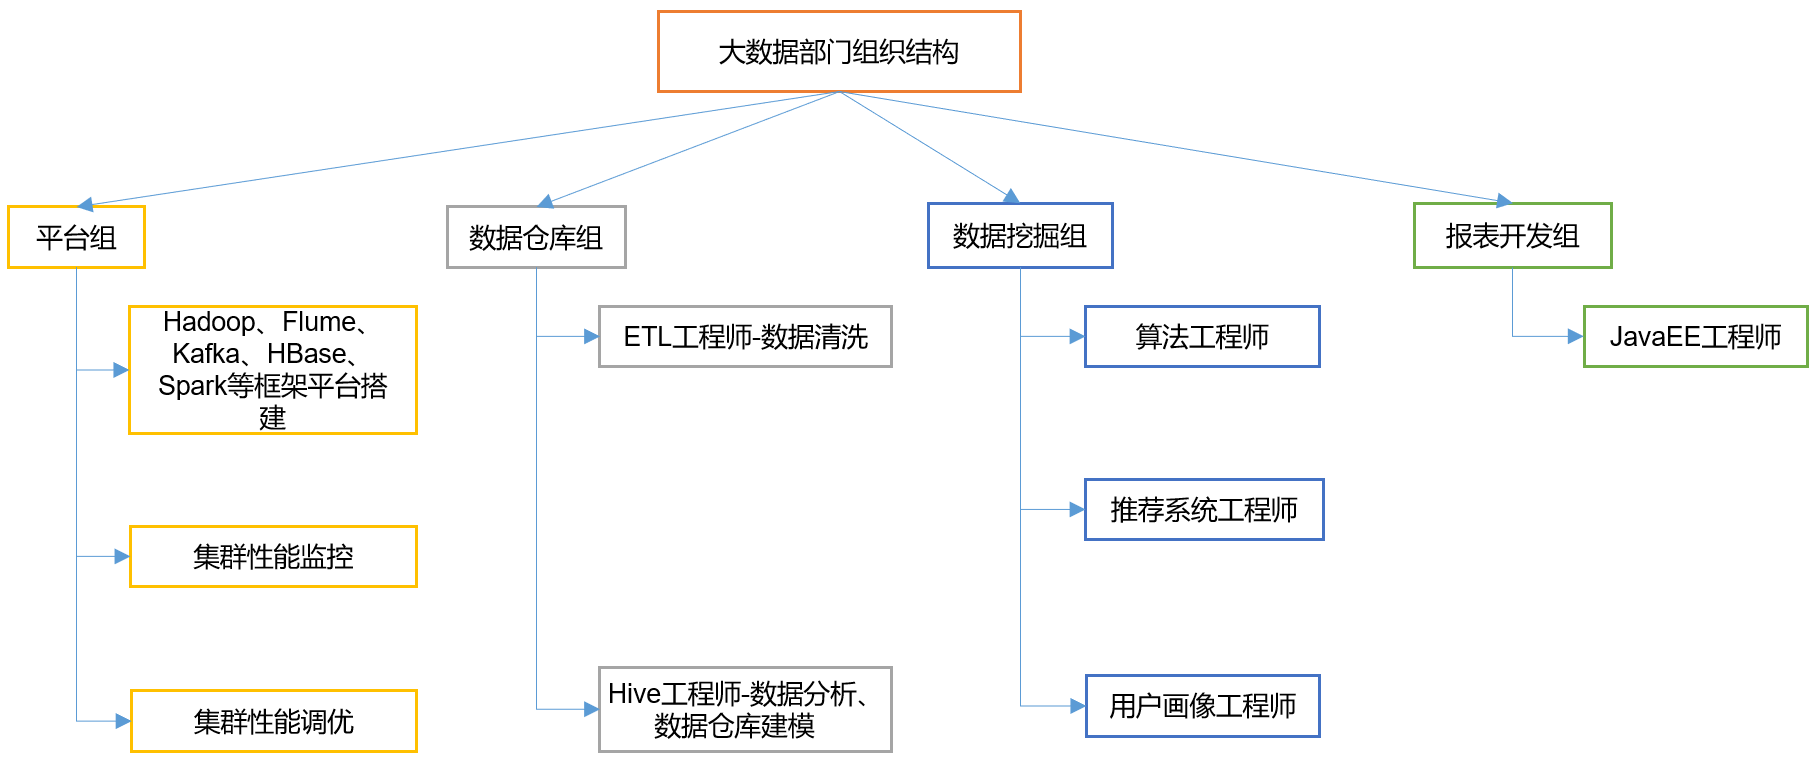 大数据部门组织结构
平台组
数据仓库组
数据挖掘组
报表开发组
Hadoop、Flume、
Kafka、HBase、
Spark等框架平台搭
建
集群性能监控
集群性能调优
ETL工程师-数据清洗
Hive工程师-数据分析、
数据仓库建模
算法工程师
推荐系统工程师
用户画像工程师
JavaEE工程师